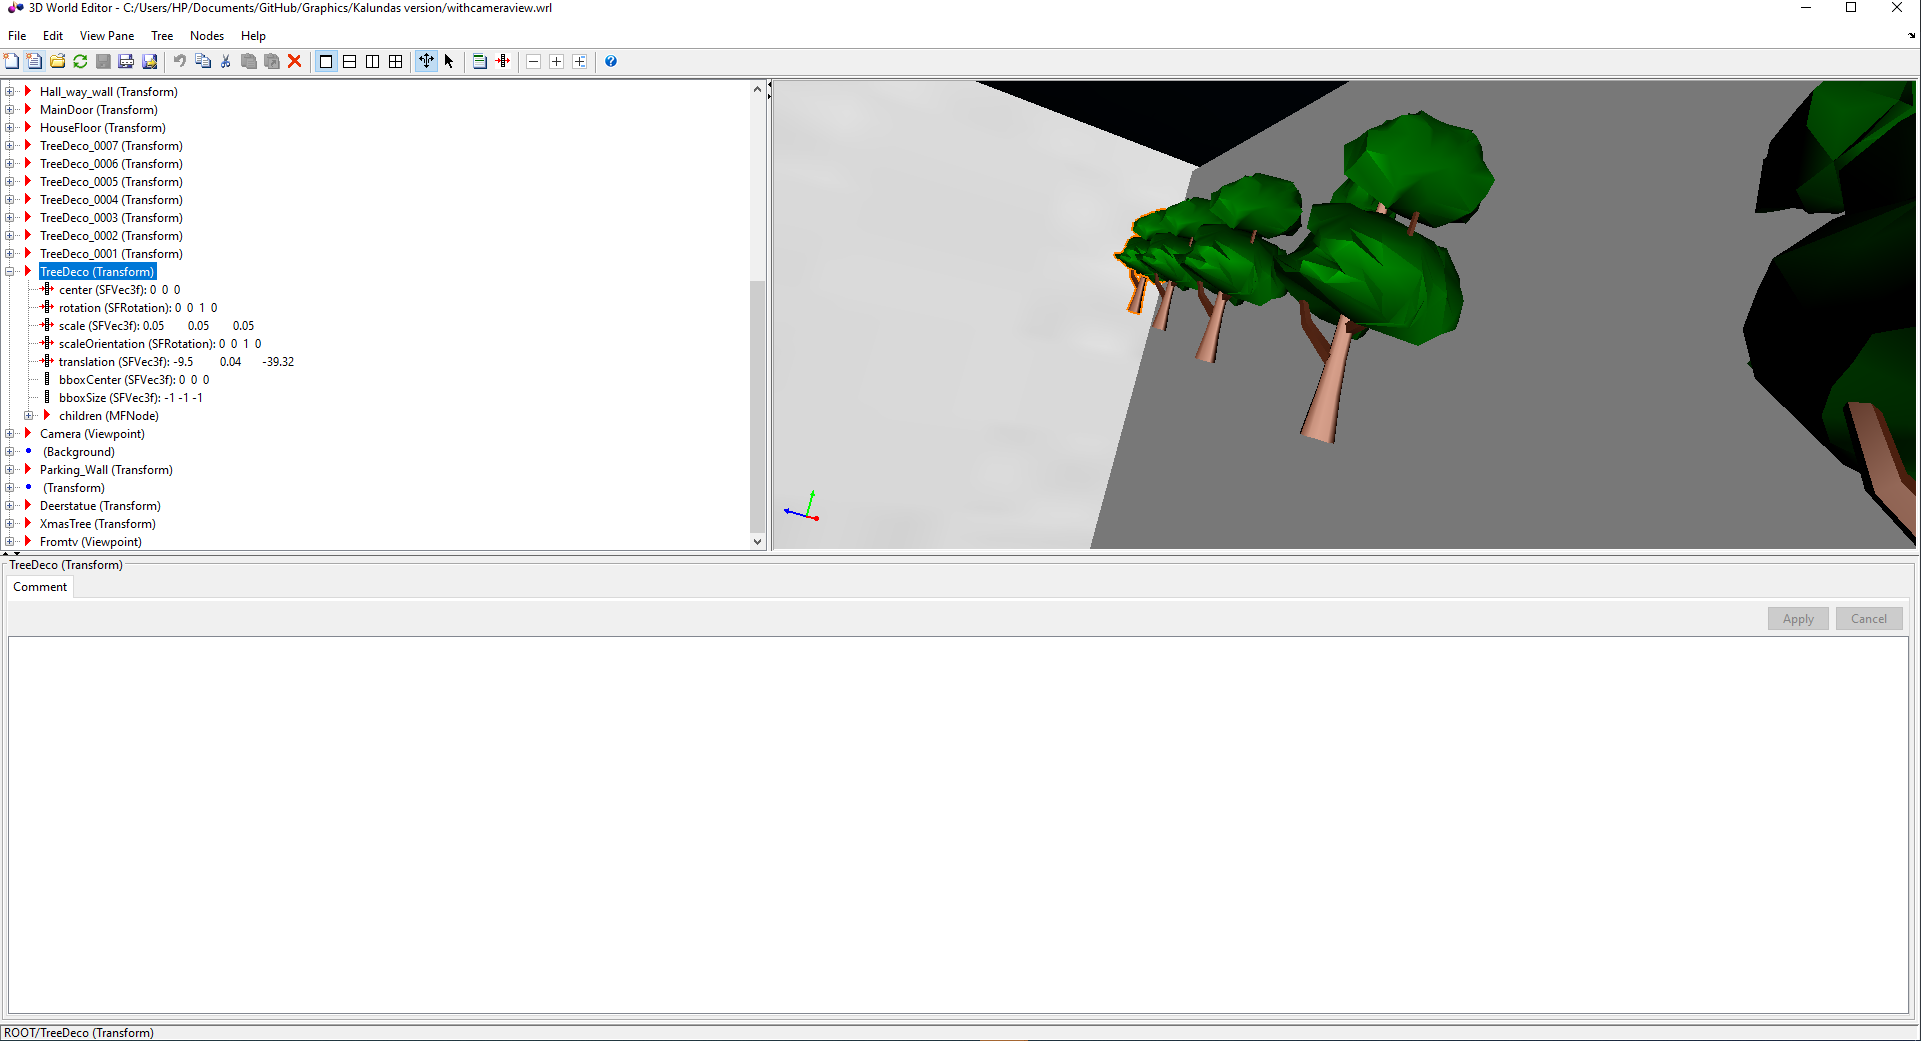 3D World Editor - C:/Users/HP/Documents/GitHub/Graphics/Kalundas version/withcameraview.wrl
File Edit View Pane Tree Nodes Help
Hall_way_wall (Transform)
MainDoor (Transform)
HouseFloor (Transform)
TreeDeco_0007 (Transform)
TreeDeco_0006 (Transform)
TreeDeco_0005 (Transform)
TreeDeco_0004 (Transform)
TreeDeco_0003 (Transform)
TreeDeco_0002 (Transform)
TreeDeco_0001 (Transform)
TreeDeco (Transform)
center (SFVec3f): 0 0 0
rotation (SFRotation): 0 0 1 0
scale (SFVec3f): 0.05 0.05 0.05
scaleOrientation (SFRotation): 0 0 1 0
translation (SFVec3f): -9.5 0.04 -39.32
bboxCenter (SFVec3f): 0 0 0
bboxSize (SFVec3f): -1 -1 -1
children (MFNode)
Camera (Viewpoint)
(Background)
Parking_Wall (Transform)
(Transform)
Deerstatue (Transform)
XmasTree (Transform)
Fromtv (Viewpoint)
TreeDeco (Transform)
Comment
Apply Cancel
ROOT/TreeDeco (Transform)